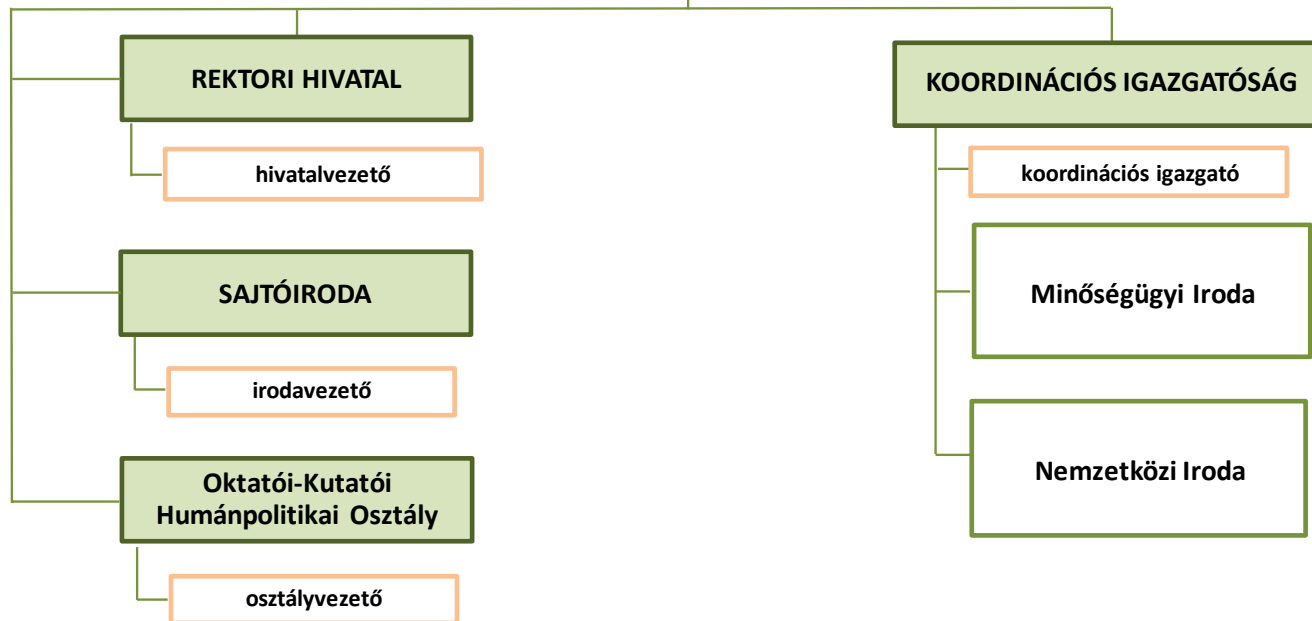 REKTORI HIVATAL
hivatalvezető
SAJTÓIRODA
irodavezető
Oktatói-Kutatói
Humánpolitikai Osztály
osztályvezető
KOORDINÁCIÓS IGAZGATÓSÁG
koordinációs igazgató
Minőségügyi Iroda
Nemzetközi Iroda